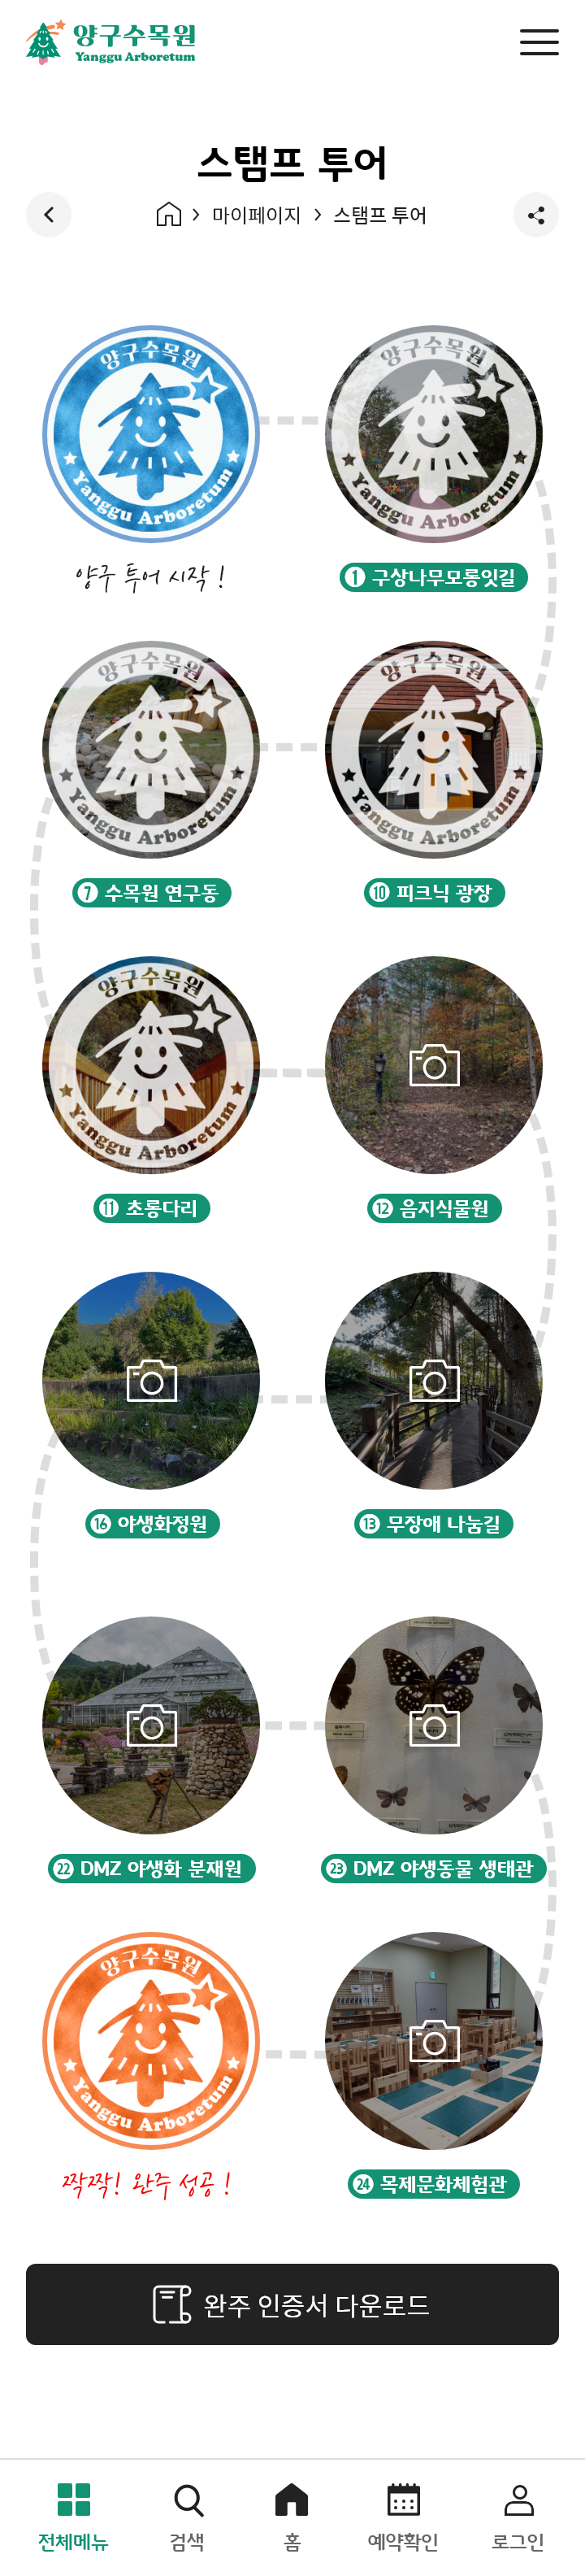 양구수목원
Yanggu Arboretum
스탬프 투어
마이페이지 > 스탬프 투어
양구수목원
Yanggu Arboretum
양구수목원
Yanggu Arboretum
양구 투어 시작 !
1 구상나무모롱잇길
양구수목원
Yanggu Arboretum
양구수목원
Yanggu Arboretum
7 수목원 연구동
10 피크닉 광장
양구수목원
Yanggu Arboretum
11 초롱다리
12 음지식물원
16 야생화정원
13 무장애 나눔길
22 DMZ 야생화 분재원
23 DMZ 야생동물 생태관
양구수목원
Yanggu Arboretum
짝짝! 완주 성공 !
24 목제문화체험관
완주 인증서 다운로드
전체메뉴
검색
홈
예약확인
로그인